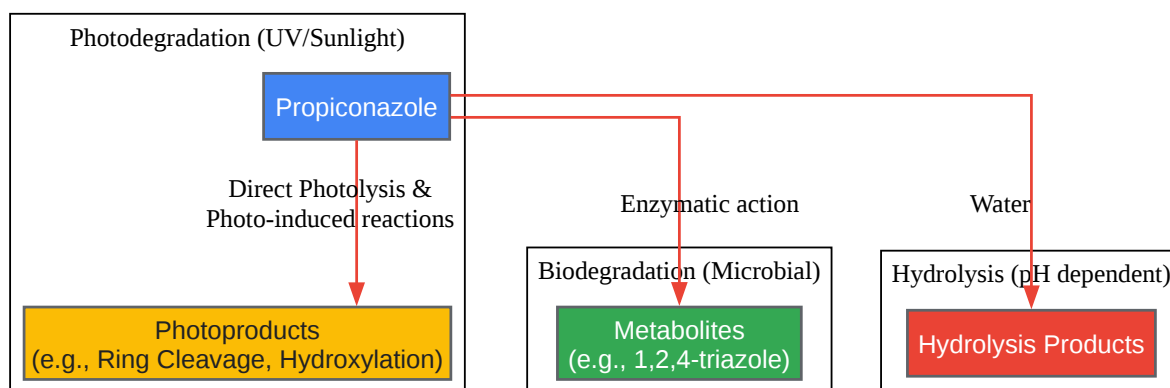 Photodegradation (UV/Sunlight)
Propiconazole
Direct Photolysis &
Photo-induced reactions
Enzymatic action
Water
Biodegradation (Microbial)
Hydrolysis (pH dependent)
Photoproducts
(e.g., Ring Cleavage, Hydroxylation)
Metabolites
(e.g., 1,2,4-triazole)
Hydrolysis Products